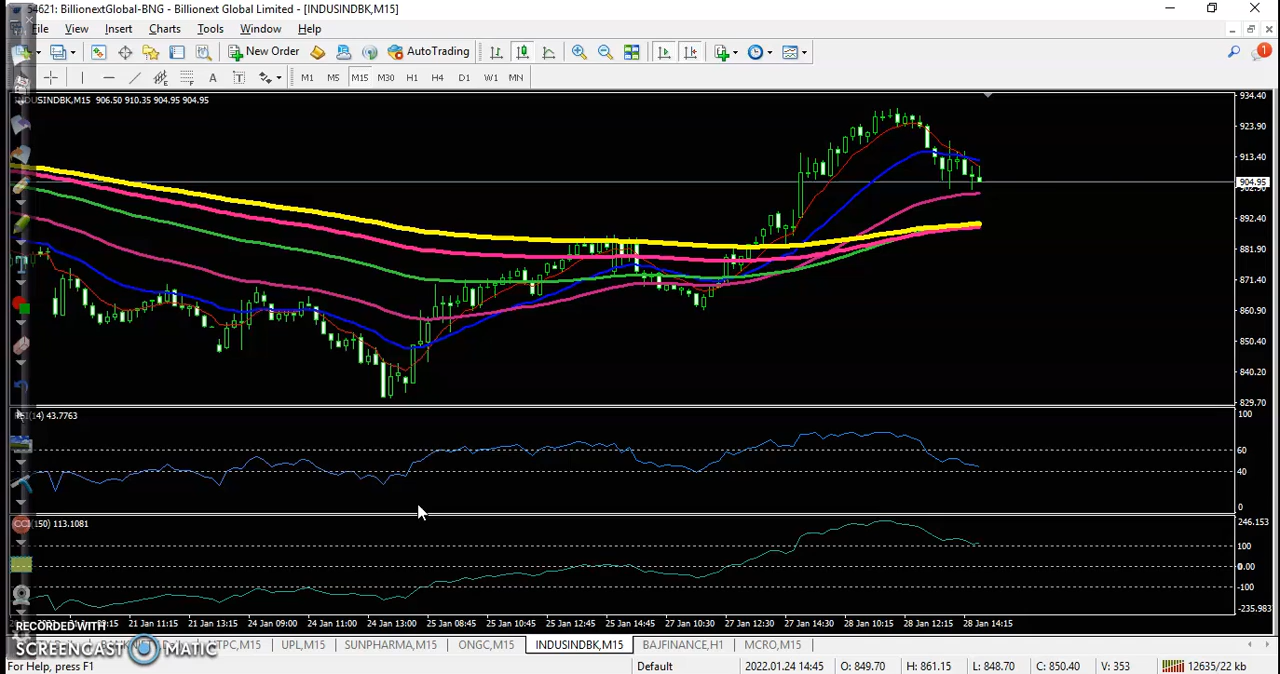 54621: BillionextGlobal-BNG - Billionext Global Limited - [INDUSINDBK,M15]
File View Insert Charts Tools Window Help
New Order AutoTrading 1
A T M1 M5 M15 M30 H1 H4 D1 W1 MN
INDUSINDBK,M15 906.50 910.35 904.95 904.95
934.40
923.90
913.40
904.95
892.40
881.90
871.40
860.90
850.40
840.20
829.70
RSI(14) 43.7763
100
60
40
0
CCI(150) 113.1081
246.153
100
0.00
-100
-235.983
21 Jan 11:15 21 Jan 13:15 24 Jan 09:00 24 Jan 11:00 24 Jan 13:00 25 Jan 08:45 25 Jan 10:45 25 Jan 12:45 27 Jan 10:30 27 Jan 12:30 27 Jan 14:30 28 Jan 10:15 28 Jan 12:15 28 Jan 14:15
RECORDED WITH
SCREENCAST MATIC
UPL,M15 SUNPHARMA,M15 ONGC,M15 INDUSINDBK,M15 BAJFINANCE,H1 MCRO,M15
For Help, press F1 Default 2022.01.24 14:45 O: 849.70 H: 861.15 L: 848.70 C: 850.40 V: 353 12635/22 kb